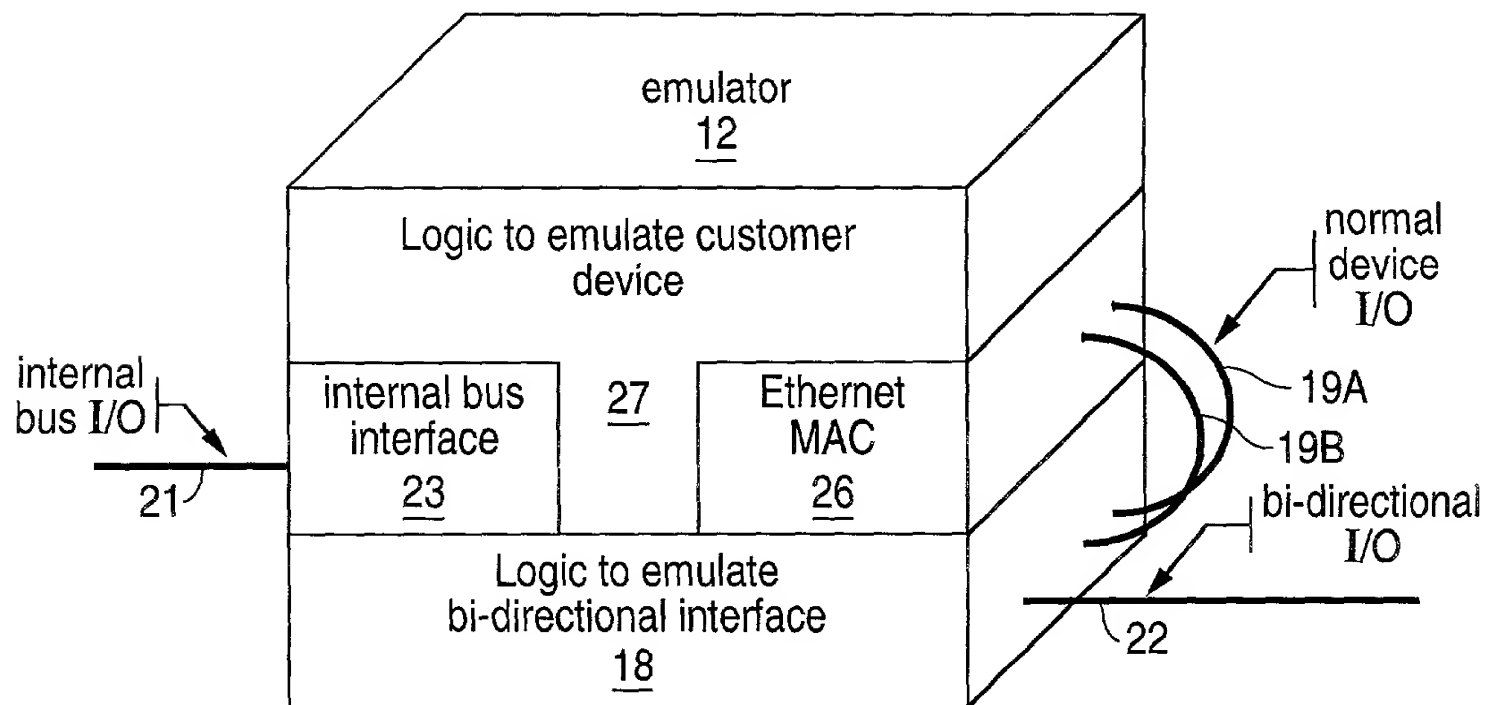 emulator
12
Logic to emulate customer
device
normal
device
I/O
internal
bus I/O
internal bus
interface
23
27
Ethernet
MAC
26
19A
19B
21
bi-directional
I/O
Logic to emulate
bi-directional interface
18
22